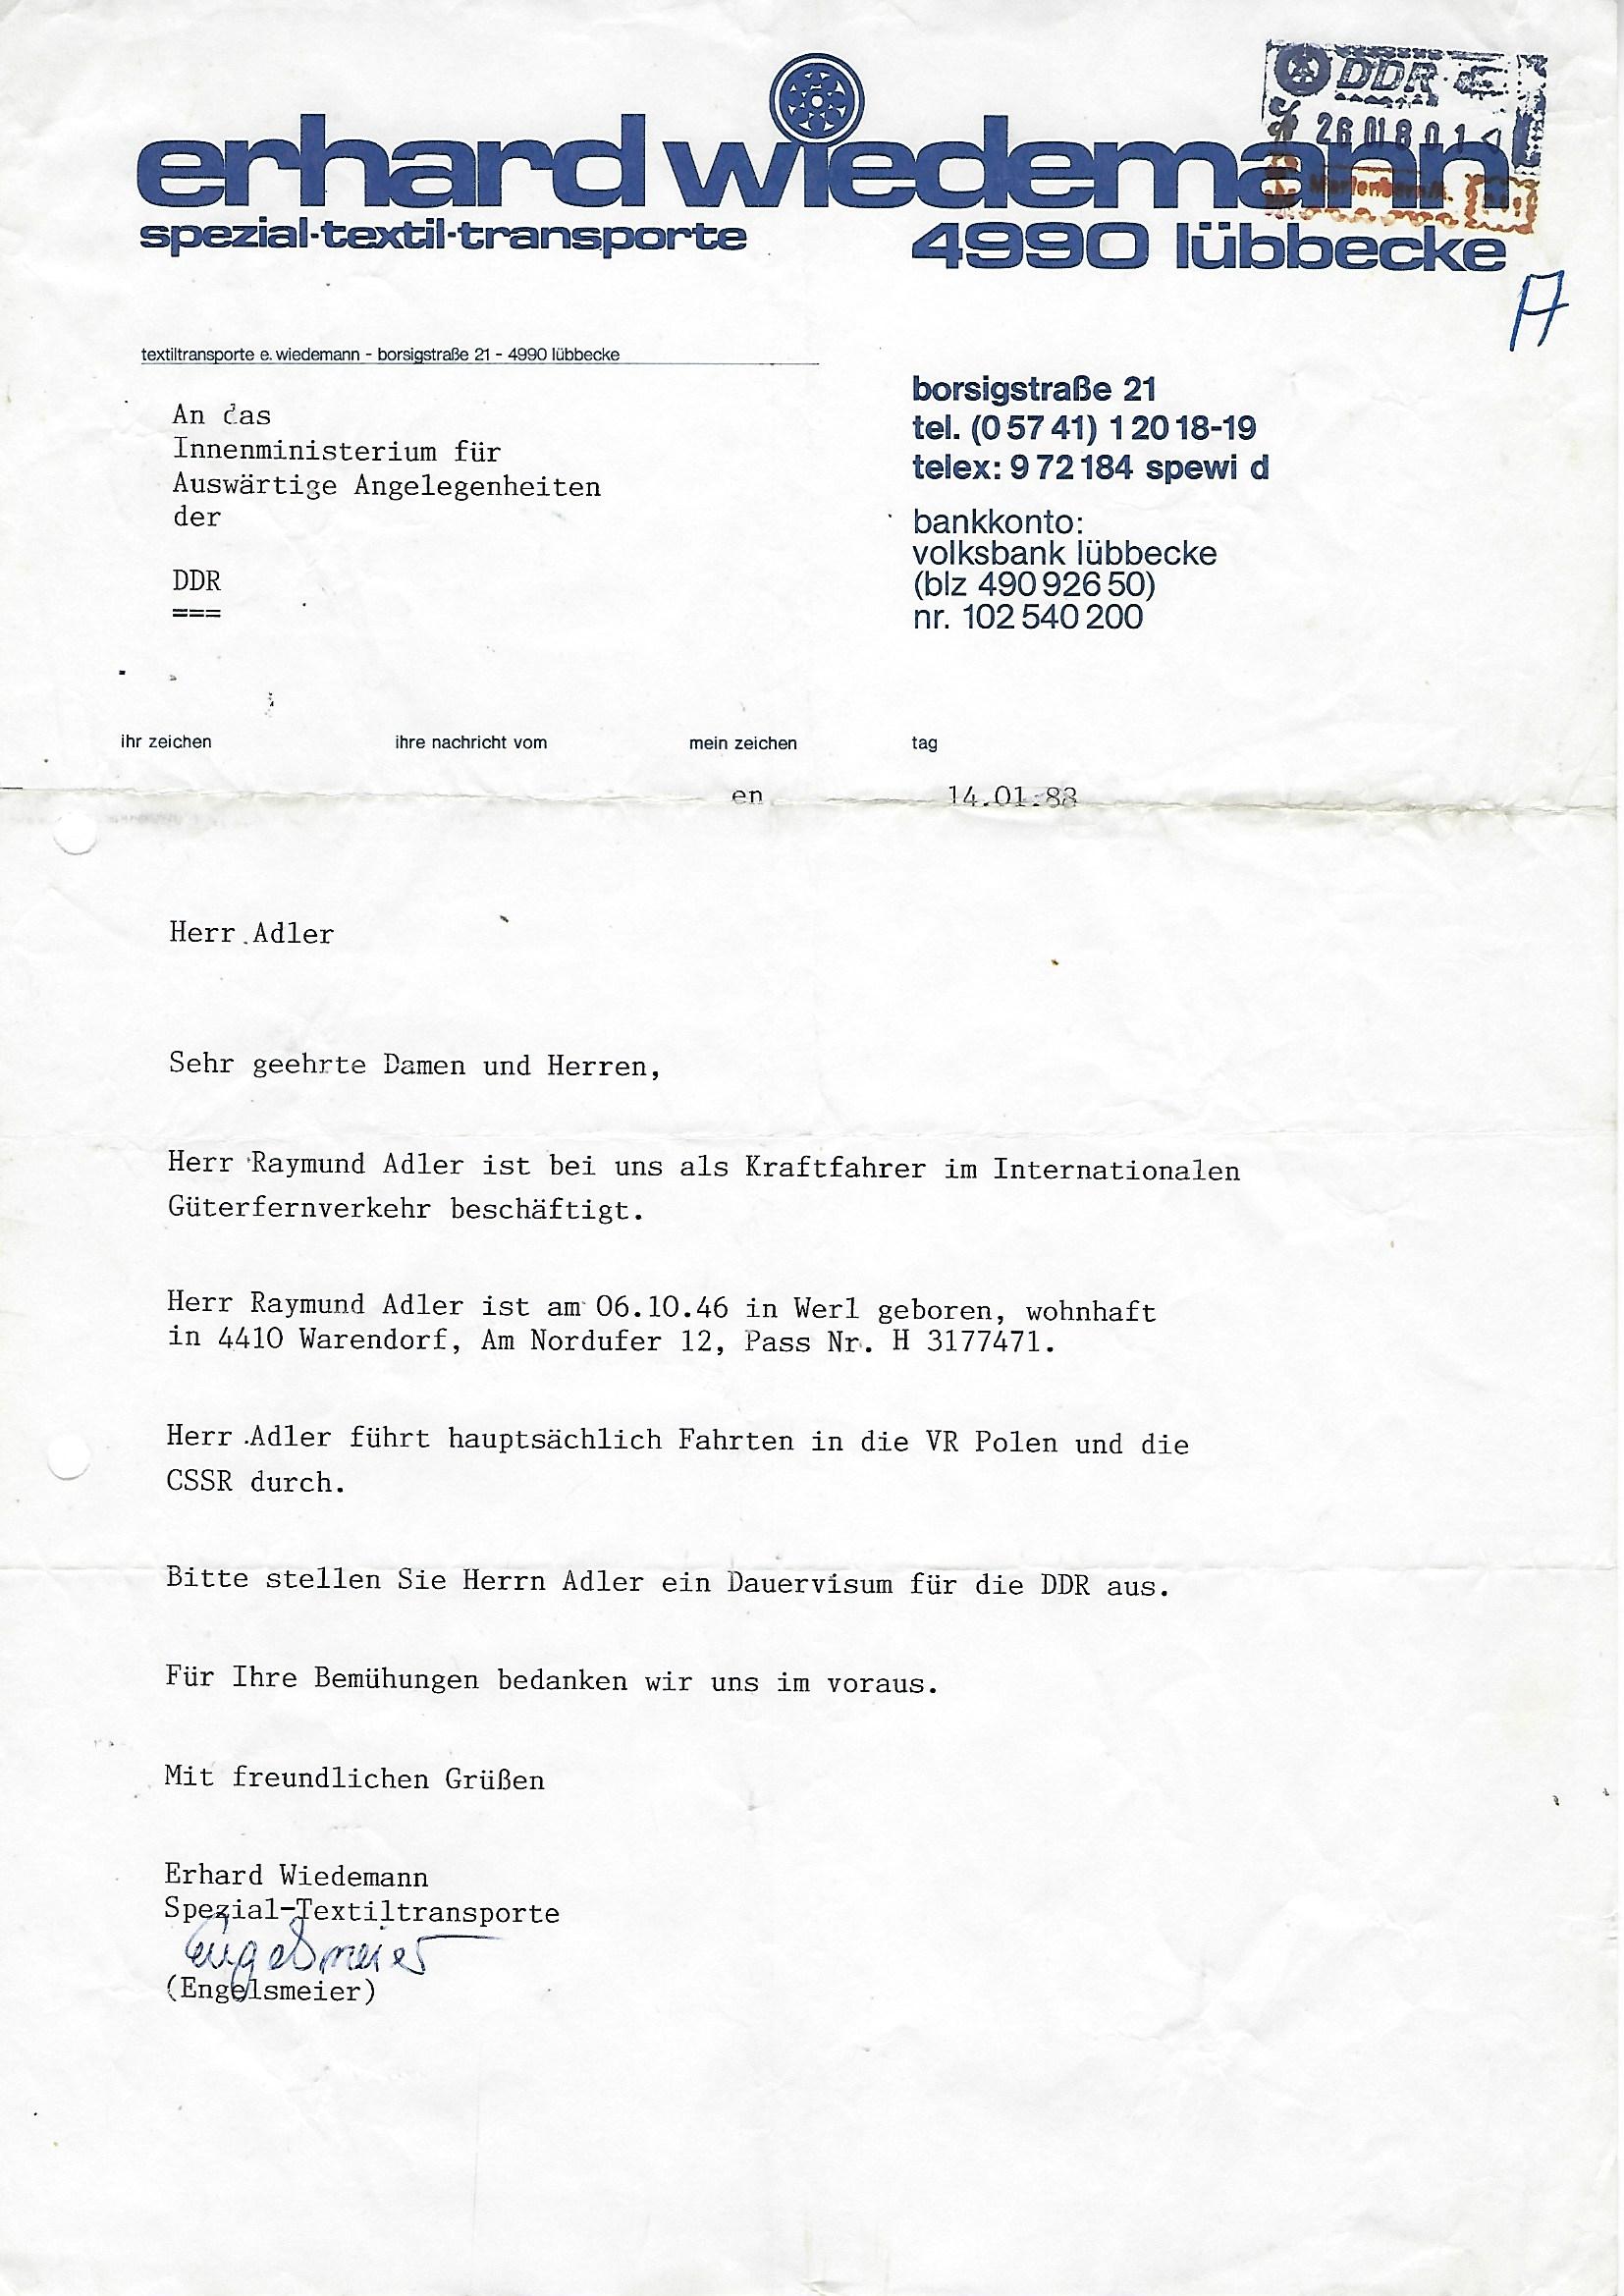 DDR
26 01 8 0 1
erhard wiedemann
spezial-textil-transporte
4990 lübbecke
A
textiltransporte e. wiedemann - borsigstraße 21 - 4990 lübbecke
An das
Innenministerium für
Auswärtige Angelegenheiten
der
DDR
===
borsigstraße 21
tel. (0 57 41) 1 20 18-19
telex: 9 72 184 spewi d
bankkonto:
volksbank lübbecke
(blz 490 926 50)
nr. 102 540 200
ihr zeichen ihre nachricht vom mein zeichen tag
en 14.01.88
Herr Adler
Sehr geehrte Damen und Herren,
Herr Raymund Adler ist bei uns als Kraftfahrer im Internationalen
Güterfernverkehr beschäftigt.
Herr Raymund Adler ist am 06.10.46 in Werl geboren, wohnhaft
in 4410 Warendorf, Am Nordufer 12, Pass Nr. H 3177471.
Herr Adler führt hauptsächlich Fahrten in die VR Polen und die
CSSR durch.
Bitte stellen Sie Herrn Adler ein Dauervisum für die DDR aus.
Für Ihre Bemühungen bedanken wir uns im voraus.
Mit freundlichen Grüßen
Erhard Wiedemann
Spezial-Textiltransporte
Engelsmeier
(Engelsmeier)